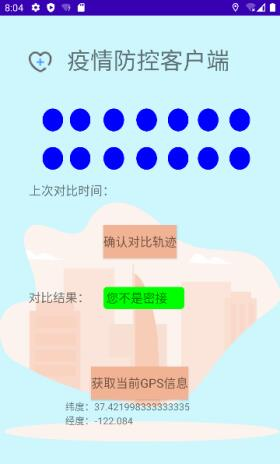 8:04
疫情防控客户端
上次对比时间：
确认对比轨迹
对比结果： 您不是密接
获取当前GPS信息
纬度：37.421998333333335
经度：-122.084